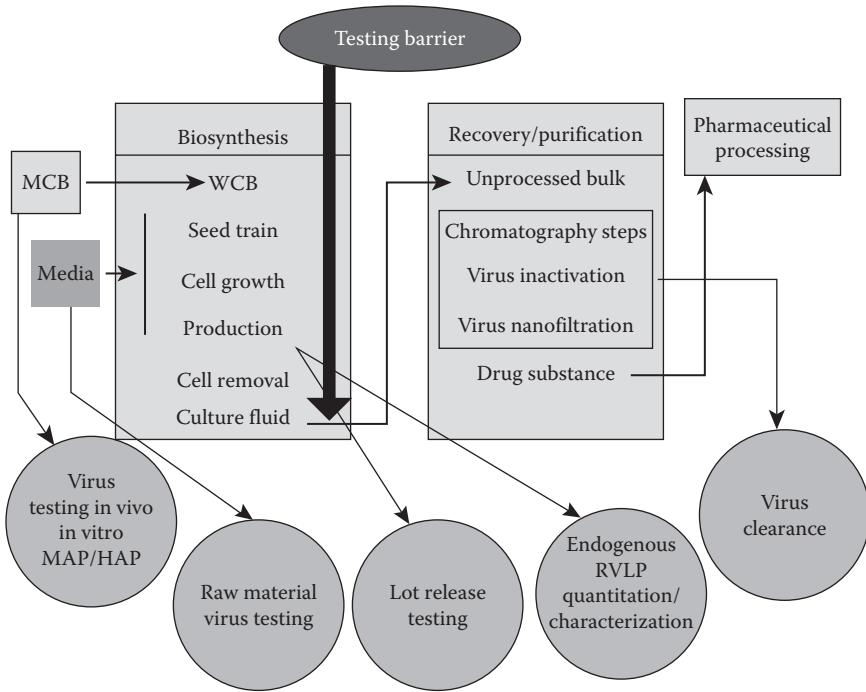 Testing barrier
Biosynthesis
Recovery/purification
Pharmaceutical
processing
MCB
WCB
Unprocessed bulk
Seed train
Chromatography steps
Media
Cell growth
Virus inactivation
Production
Virus nanofiltration
Cell removal
Drug substance
Culture fluid
Virus
testing in vivo
in vitro
MAP/HAP
Raw material
virus testing
Lot release
testing
Endogenous
RVLP
quantitation/
characterization
Virus
clearance